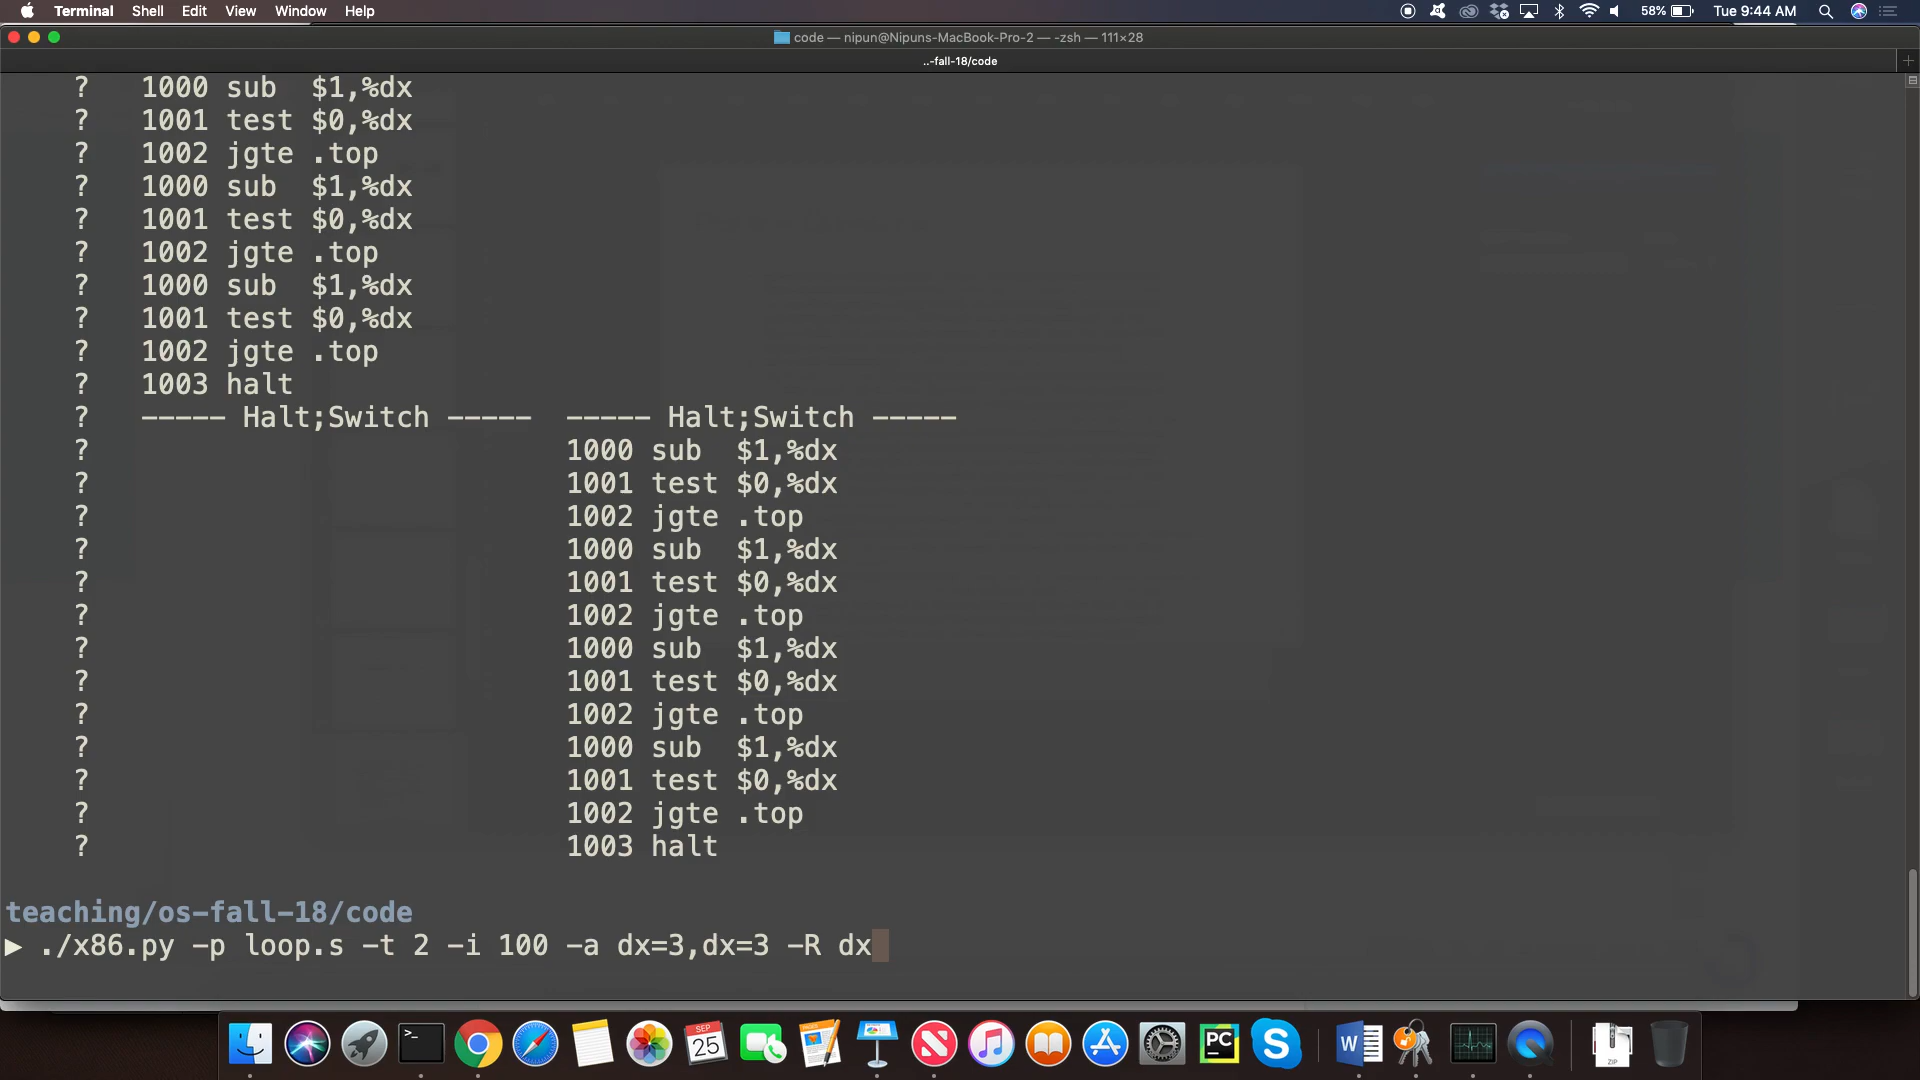 Terminal Shell Edit View Window Help 58% Tue 9:44 AM
code — nipun@Nipuns-MacBook-Pro-2 — -zsh — 111×28
..-fall-18/code
? 1000 sub $1,%dx
? 1001 test $0,%dx
? 1002 jgte .top
? 1000 sub $1,%dx
? 1001 test $0,%dx
? 1002 jgte .top
? 1000 sub $1,%dx
? 1001 test $0,%dx
? 1002 jgte .top
? 1003 halt
? ----- Halt;Switch ----- ----- Halt;Switch -----
? 1000 sub $1,%dx
? 1001 test $0,%dx
? 1002 jgte .top
? 1000 sub $1,%dx
? 1001 test $0,%dx
? 1002 jgte .top
? 1000 sub $1,%dx
? 1001 test $0,%dx
? 1002 jgte .top
? 1000 sub $1,%dx
? 1001 test $0,%dx
? 1002 jgte .top
? 1003 halt
teaching/os-fall-18/code
▶ ./x86.py -p loop.s -t 2 -i 100 -a dx=3,dx=3 -R dx
SEP
25
PC
ZIP